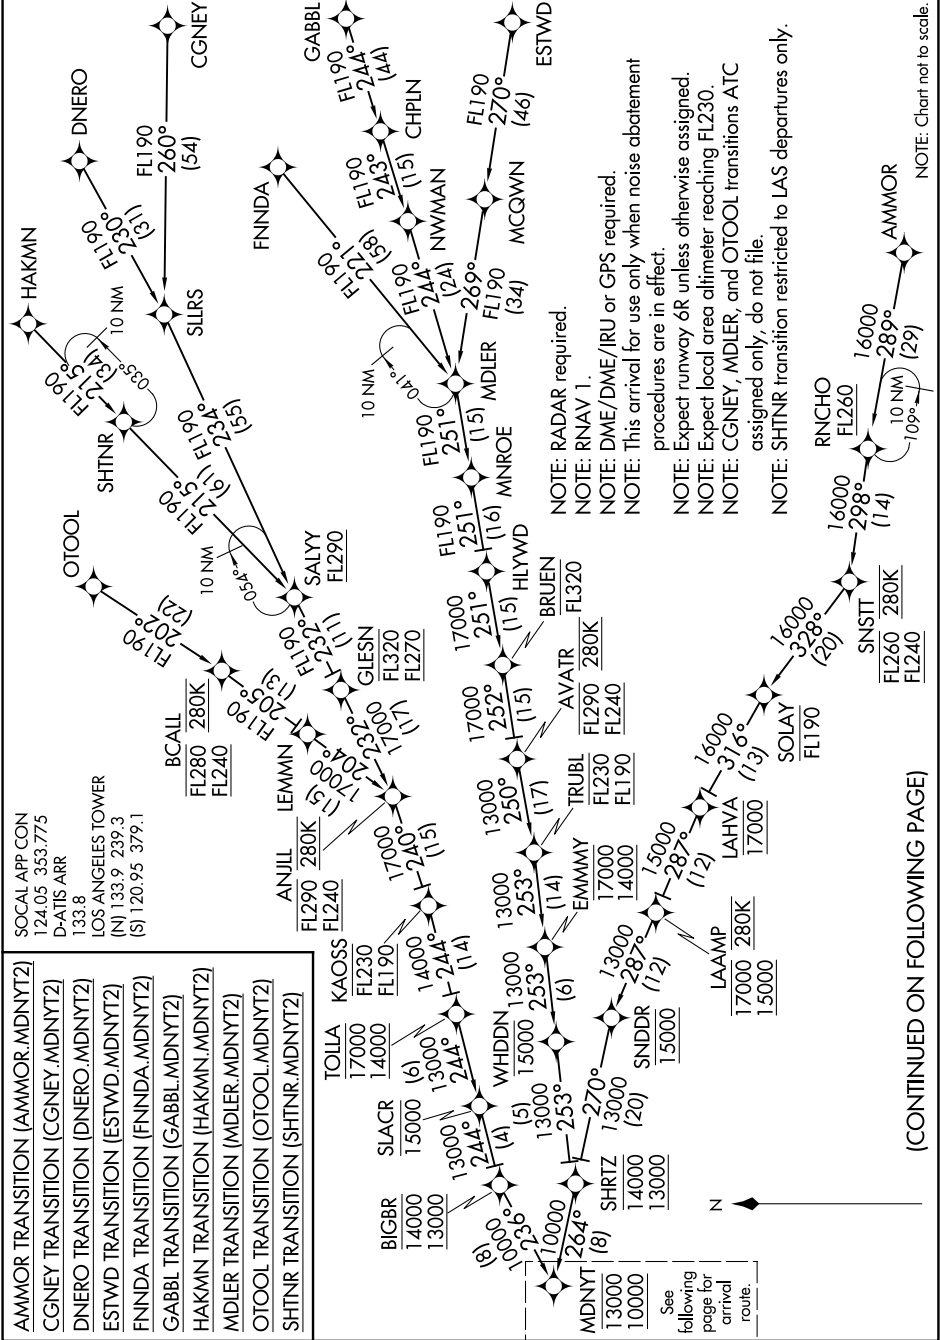 AMMOR TRANSITION (AMMOR.MDNYT2)
CGNEY TRANSITION (CGNEY.MDNYT2)
DNERO TRANSITION (DNERO.MDNYT2)
ESTWD TRANSITION (ESTWD.MDNYT2)
FNNDA TRANSITION (FNNDA.MDNYT2)
GABBL TRANSITION (GABBL.MDNYT2)
HAKMN TRANSITION (HAKMN.MDNYT2)
MDLER TRANSITION (MDLER.MDNYT2)
OTOOL TRANSITION (OTOOL.MDNYT2)
SHTNR TRANSITION (SHTNR.MDNYT2)
SOCAL APP CON
124.05 353.775
D-ATIS ARR
133.8
LOS ANGELES TOWER
(N) 133.9 239.3
(S) 120.95 379.1
OTOOL
FL190
202°
(22)
BCALL
FL280 280K
FL240
FL190
205°
(13)
LEMMN
17000
204°
(15)
HAKMN
FL190
215°
(34)
10 NM
035°
SHTNR
FL190
215°
(61)
DNERO
FL190
230°
(31)
CGNEY
FL190
260°
(54)
SLLRS
FL190
234°
(55)
10 NM
054°
SALYY
FL290
FL190
232°
(11)
GLESN
FL320
FL270
17000
232°
(17)
ANJLL
FL290 280K
FL240
17000
240°
(15)
KAOSS
FL230
FL190
14000
244°
(14)
TOLLA
17000
14000
13000
244°
(6)
SLACR
15000
13000
244°
(4)
BIGBR
14000
13000
10000
236°
(8)
GABBL
FL190
244°
(44)
CHPLN
FL190
243°
(15)
NWMAN
FL190
244°
(24)
FNNDA
FL190
221°
(58)
ESTWD
FL190
270°
(46)
MCQWN
269°
FL190
(34)
10 NM
041°
MDLER
FL190
251°
(15)
MNROE
FL190
251°
(16)
HLYWD
17000
251°
(15)
BRUEN
FL320
17000
252°
(15)
AVATR
FL290 280K
FL240
13000
250°
(17)
TRUBL
FL230
FL190
13000
253°
(14)
EMMMY
17000
14000
13000
253°
(6)
WHDDN
15000
13000
253°
(5)
AMMOR
16000
289°
(29)
RNCHO
FL260
10 NM
109°
16000
298°
(14)
SNSTT
FL260 280K
FL240
16000
328°
(20)
SOLAY
FL190
16000
316°
(13)
LAHVA
17000
15000
287°
(12)
LAAMP
17000 280K
15000
13000
287°
(12)
SNDDR
15000
270°
13000
(20)
SHRTZ
14000
13000
10000
264°
(8)
MDNYT
13000
10000
See
following
page for
arrival
route.
N
NOTE: RADAR required.
NOTE: RNAV 1.
NOTE: DME/DME/IRU or GPS required.
NOTE: This arrival for use only when noise abatement
procedures are in effect.
NOTE: Expect runway 6R unless otherwise assigned.
NOTE: Expect local area altimeter reaching FL230.
NOTE: CGNEY, MDLER, and OTOOL transitions ATC
assigned only, do not file.
NOTE: SHTNR transition restricted to LAS departures only.
NOTE: Chart not to scale.
(CONTINUED ON FOLLOWING PAGE)